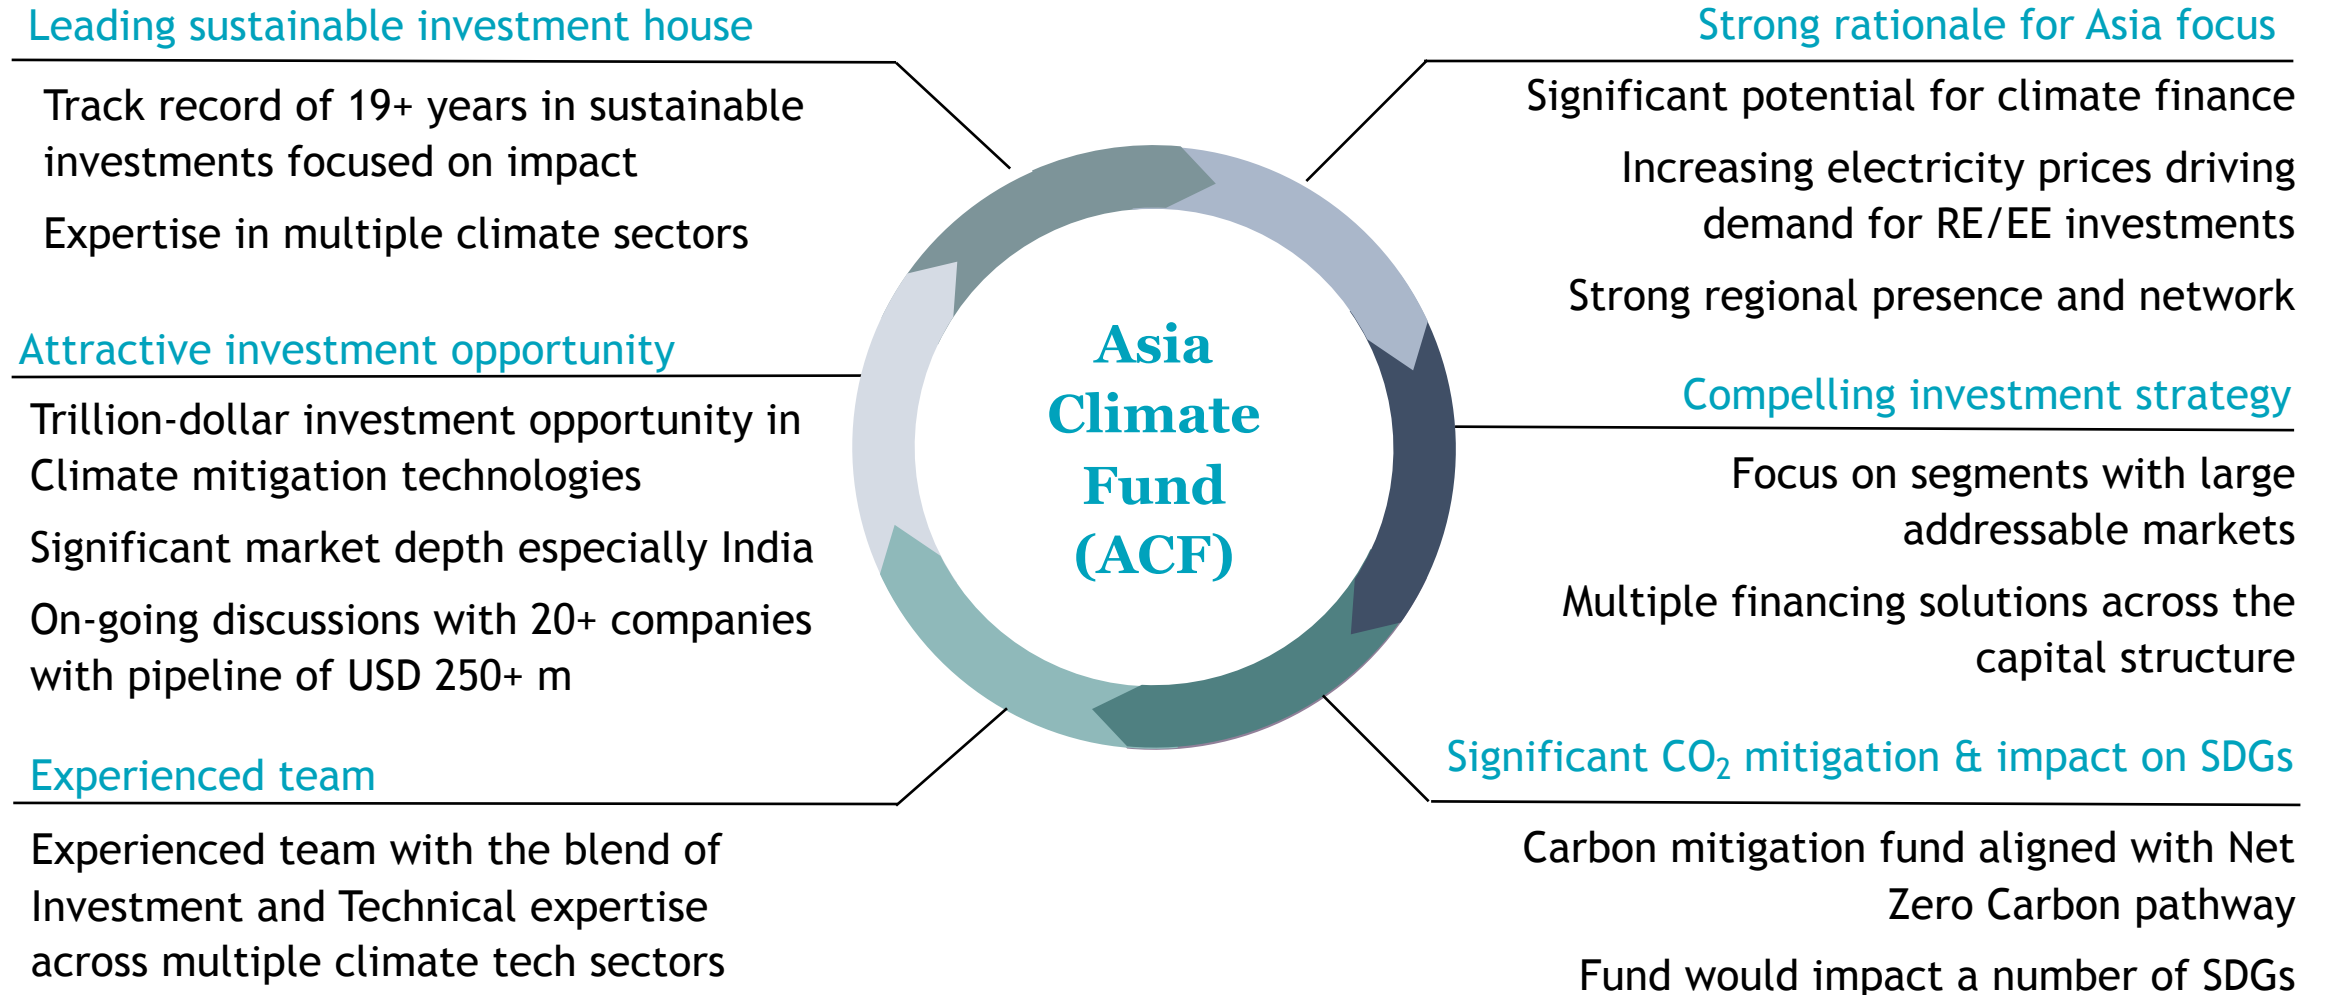 Leading sustainable investment house
Track record of 19+ years in sustainable
investments focused on impact
Expertise in multiple climate sectors
Attractive investment opportunity
Trillion-dollar investment opportunity in
Climate mitigation technologies
Significant market depth especially India
On-going discussions with 20+ companies
with pipeline of USD 250+ m
Experienced team
Experienced team with the blend of
Investment and Technical expertise
across multiple climate tech sectors
Asia
Climate
Fund
(ACF)
Strong rationale for Asia focus
Significant potential for climate finance
Increasing electricity prices driving
demand for RE/EE investments
Strong regional presence and network
Compelling investment strategy
Focus on segments with large
addressable markets
Multiple financing solutions across the
capital structure
Significant CO₂ mitigation & impact on SDGs
Carbon mitigation fund aligned with Net
Zero Carbon pathway
Fund would impact a number of SDGs